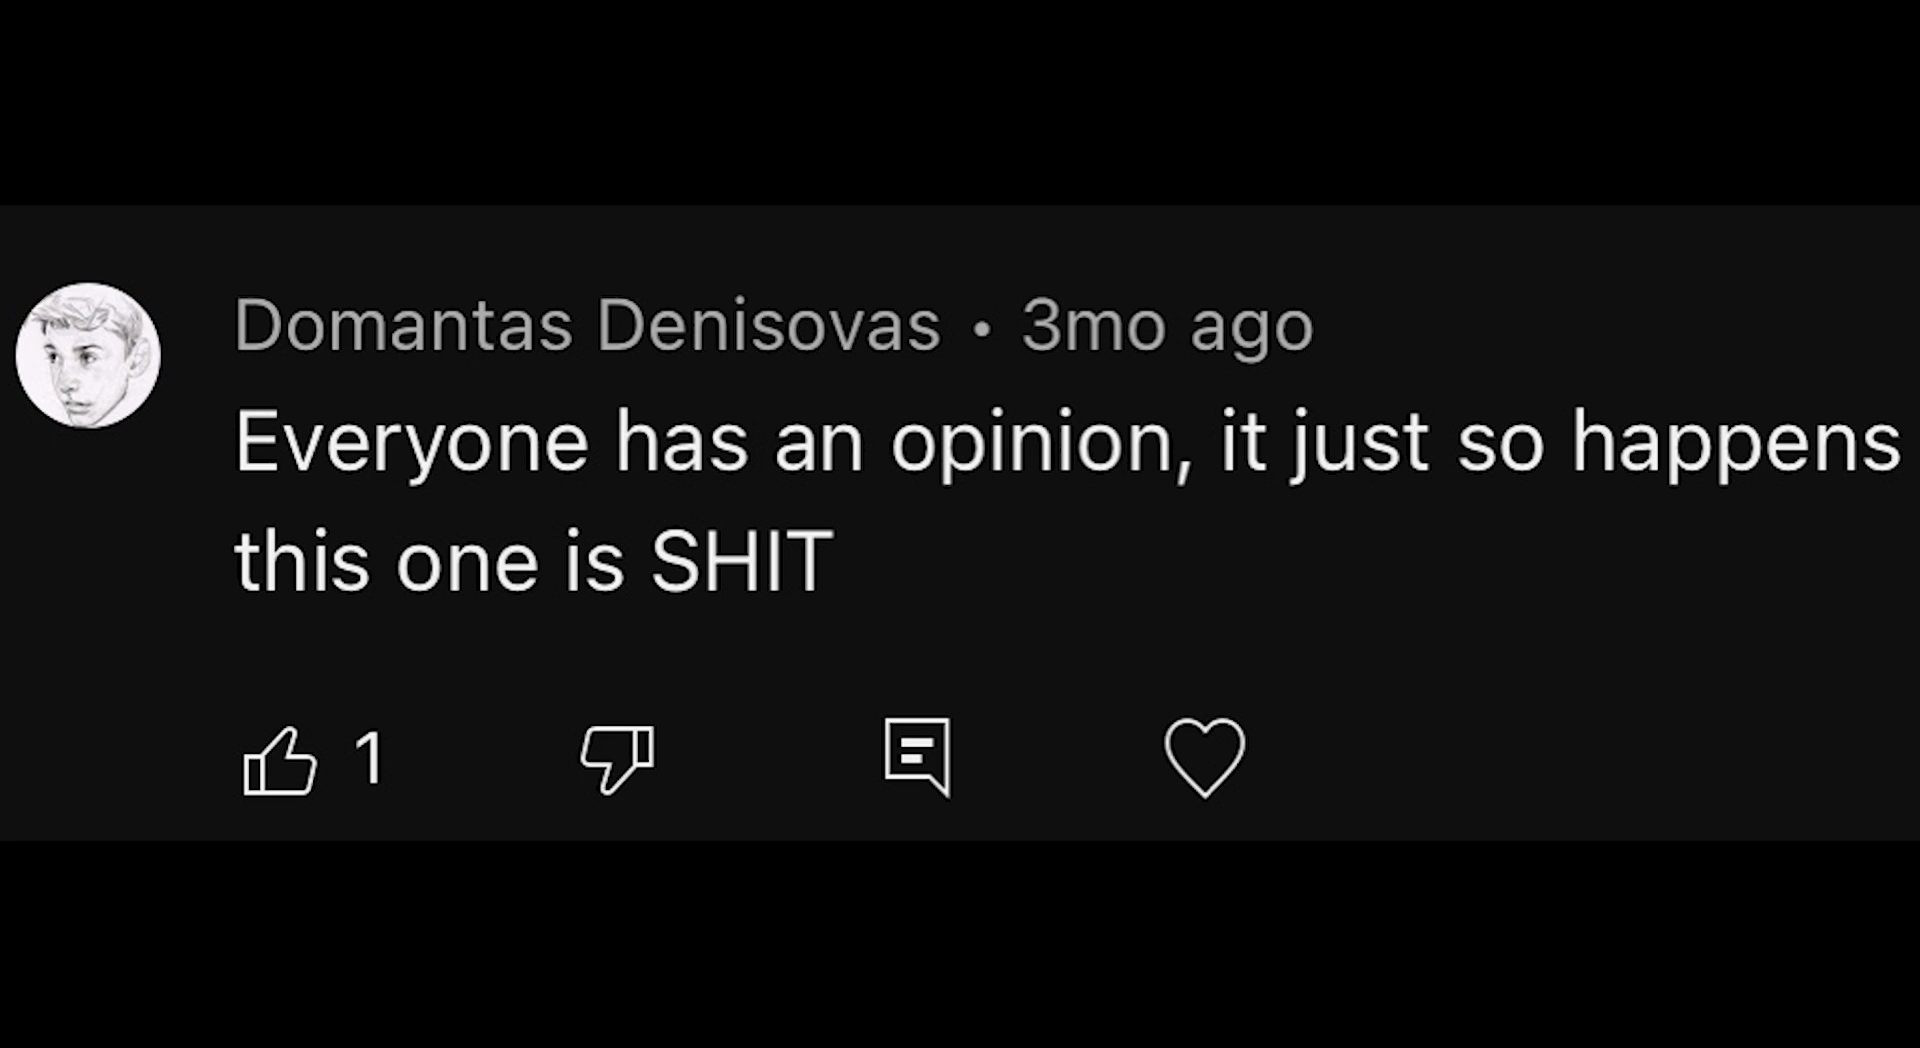 Domantas Denisovas • 3mo ago
Everyone has an opinion, it just so happens
this one is SHIT
1